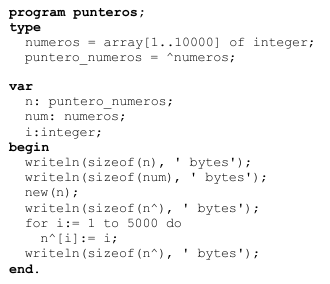 program punteros;
type
  numeros = array[1..10000] of integer;
  puntero_numeros = ^numeros;

var
  n: puntero_numeros;
  num: numeros;
  i:integer;
begin
  writeln(sizeof(n), ' bytes');
  writeln(sizeof(num), ' bytes');
  new(n);
  writeln(sizeof(n^), ' bytes');
  for i:= 1 to 5000 do
    n^[i]:= i;
  writeln(sizeof(n^), ' bytes');
end.